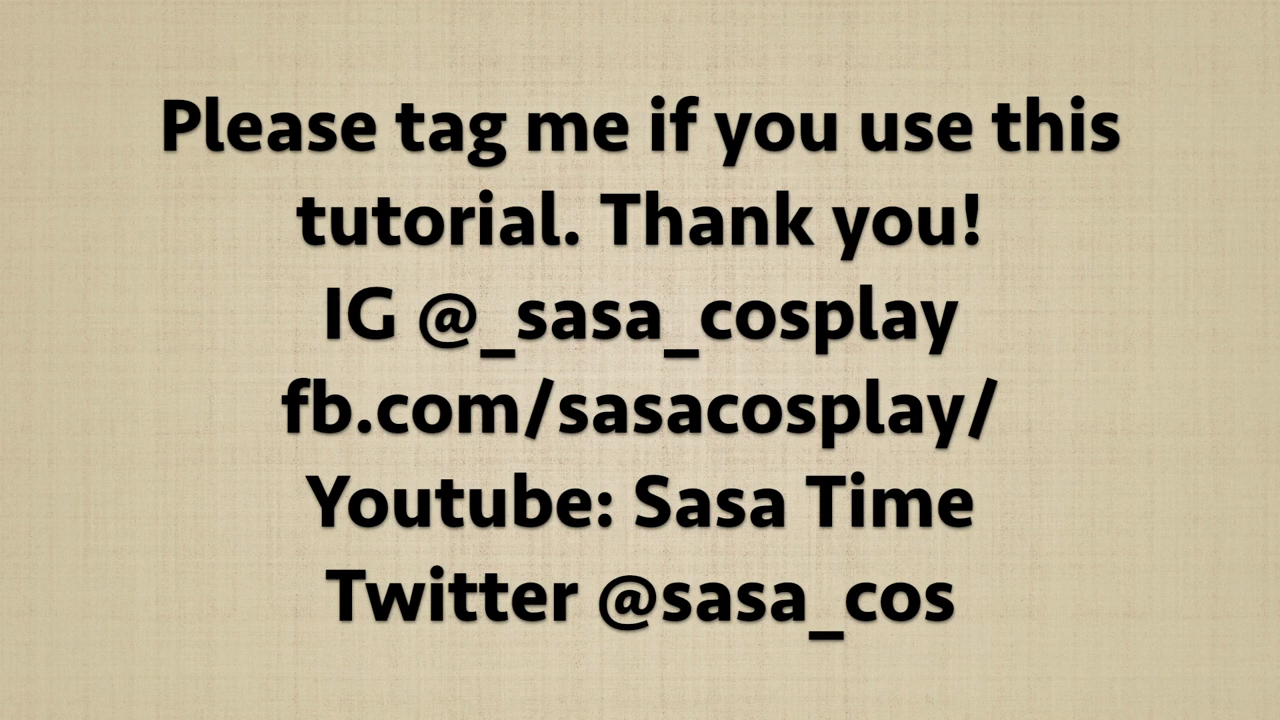 Please tag me if you use this
tutorial. Thank you!
IG @_sasa_cosplay
fb.com/sasacosplay/
Youtube: Sasa Time
Twitter @sasa_cos